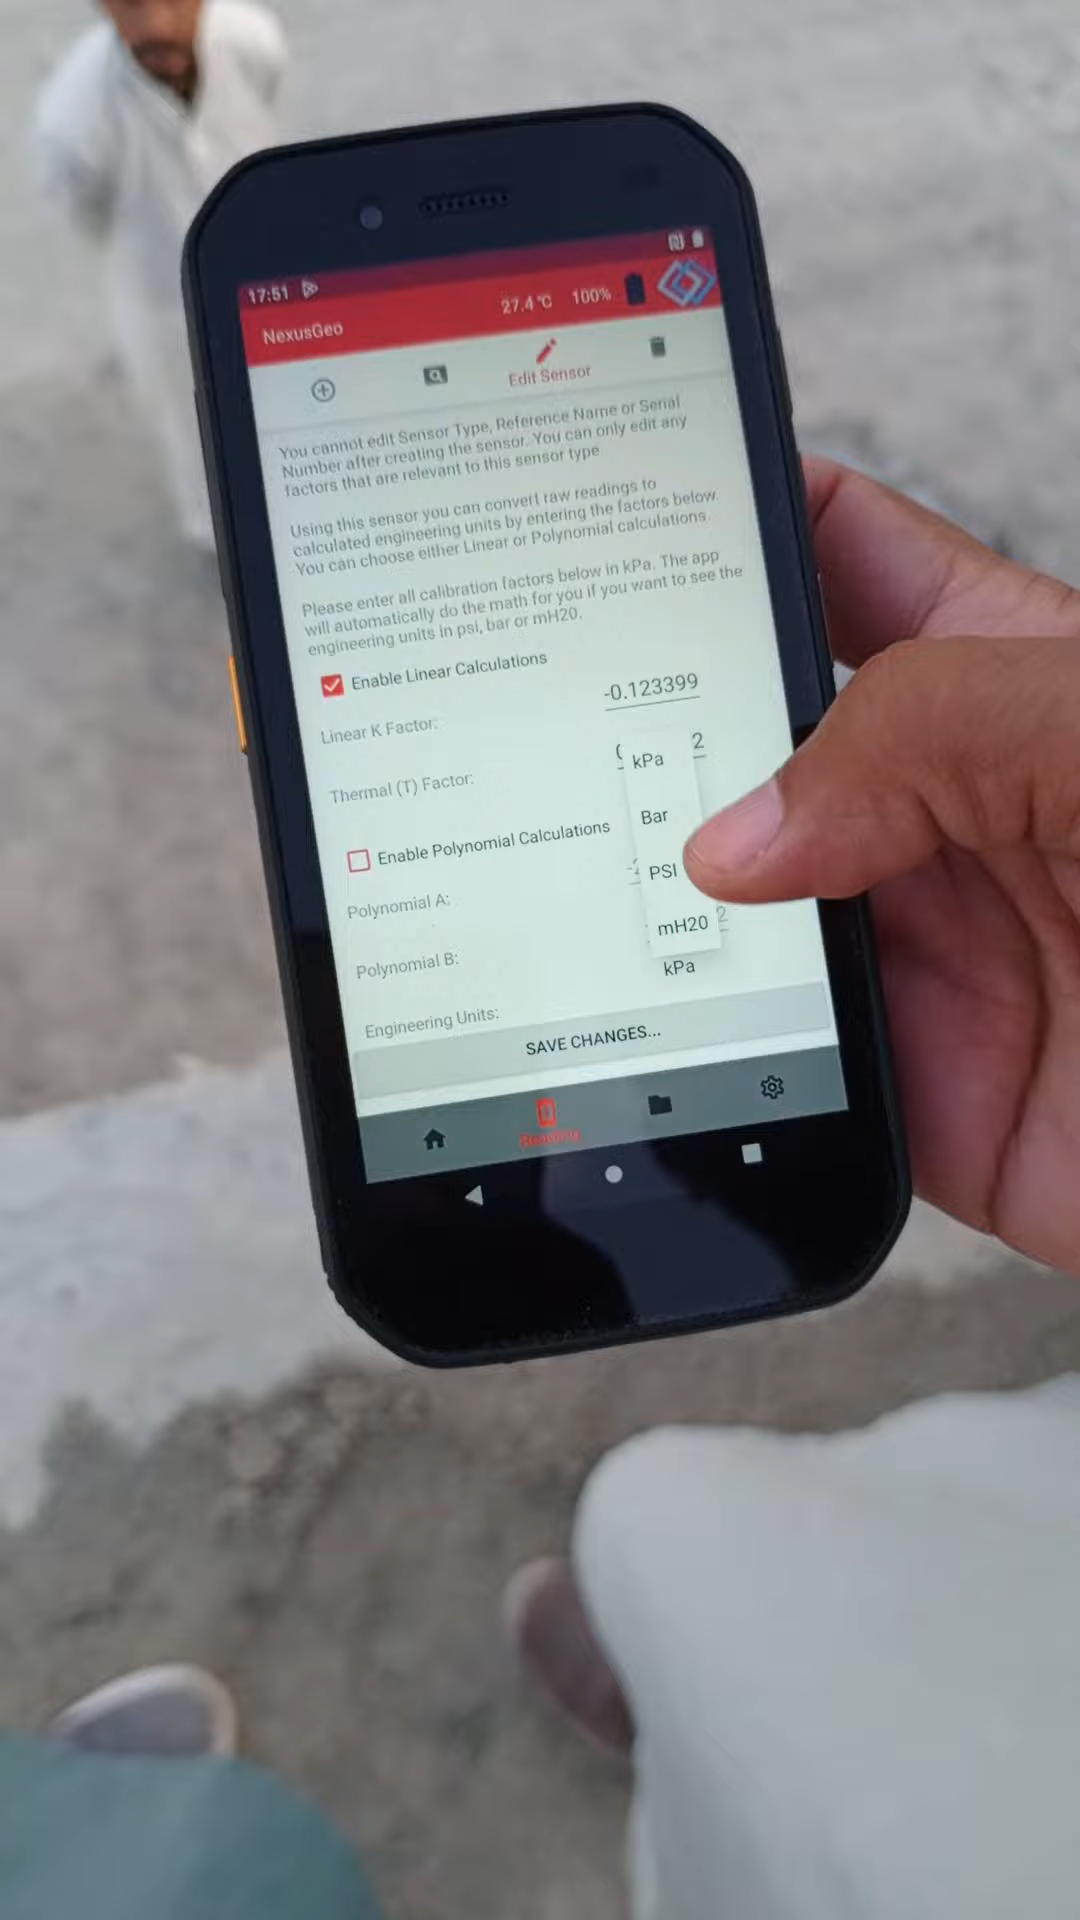 17:51
27.4℃ 100%
NexusGeo
Edit Sensor
You cannot edit Sensor Type, Reference Name or Serial
Number after creating the sensor. You can only edit any
factors that are relevant to this sensor type
Using this sensor you can convert raw readings to
calculated engineering units by entering the factors below.
You can choose either Linear or Polynomial calculations.
Please enter all calibration factors below in kPa. The app
will automatically do the math for you if you want to see the
engineering units in psi, bar or mH20.
Enable Linear Calculations
Linear K Factor: -0.123399
Thermal (T) Factor:
kPa
Bar
PSI
mH20
Enable Polynomial Calculations
Polynomial A:
Polynomial B:
Engineering Units: kPa
SAVE CHANGES...
Reading